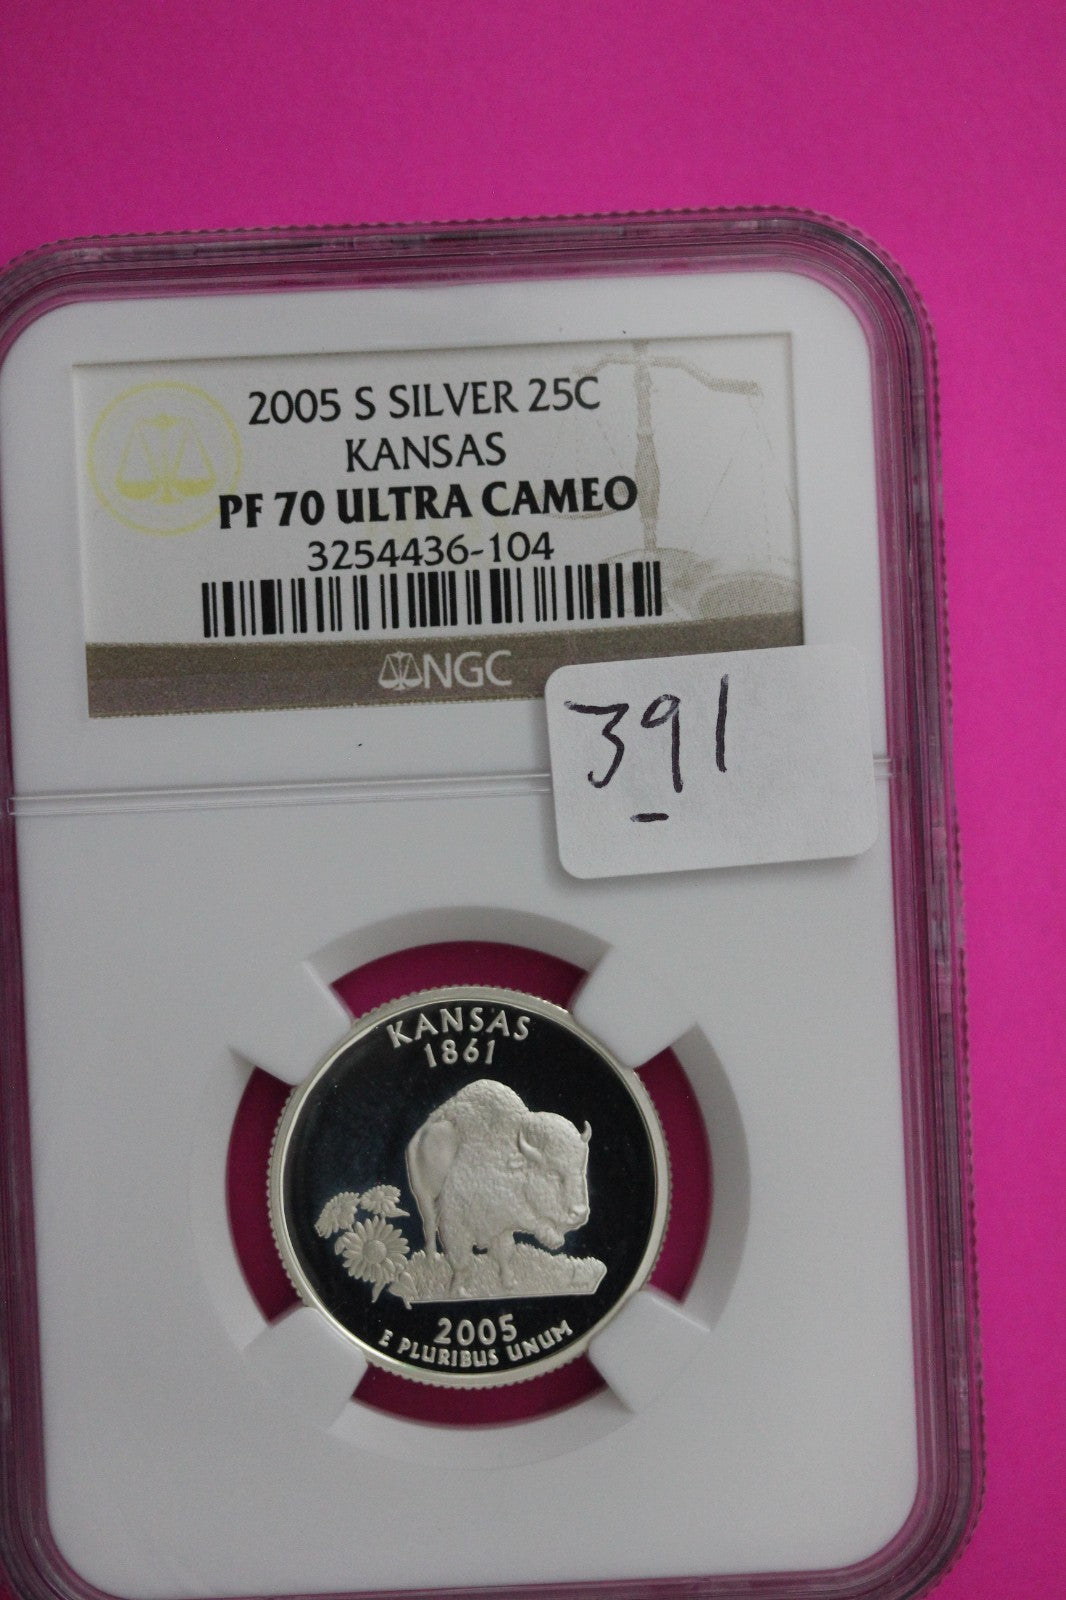 2005 S SILVER 25C
KANSAS
PF 70 ULTRA CAMEO
3254436-104
NGC
391
KANSAS
1861
2005
E PLURIBUS UNUM